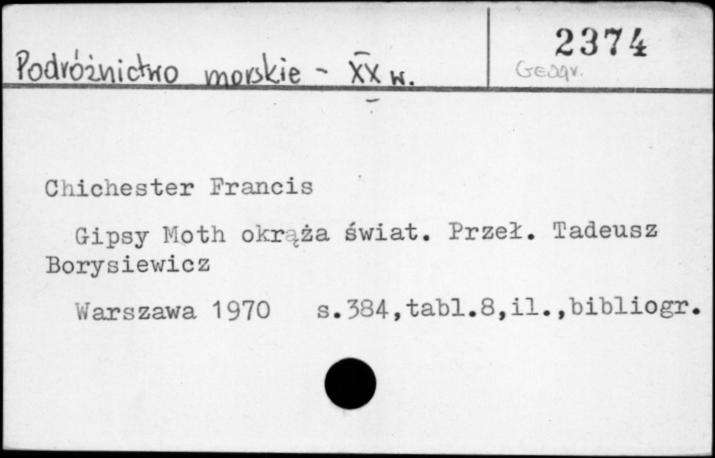 Podróżnictwo morskie - XX w.
2374
Geogr.
Chichester Francis
Gipsy Moth okrąża świat. Przeł. Tadeusz
Borysiewicz
Warszawa 1970 s.384,tabl.8,il.,bibliogr.